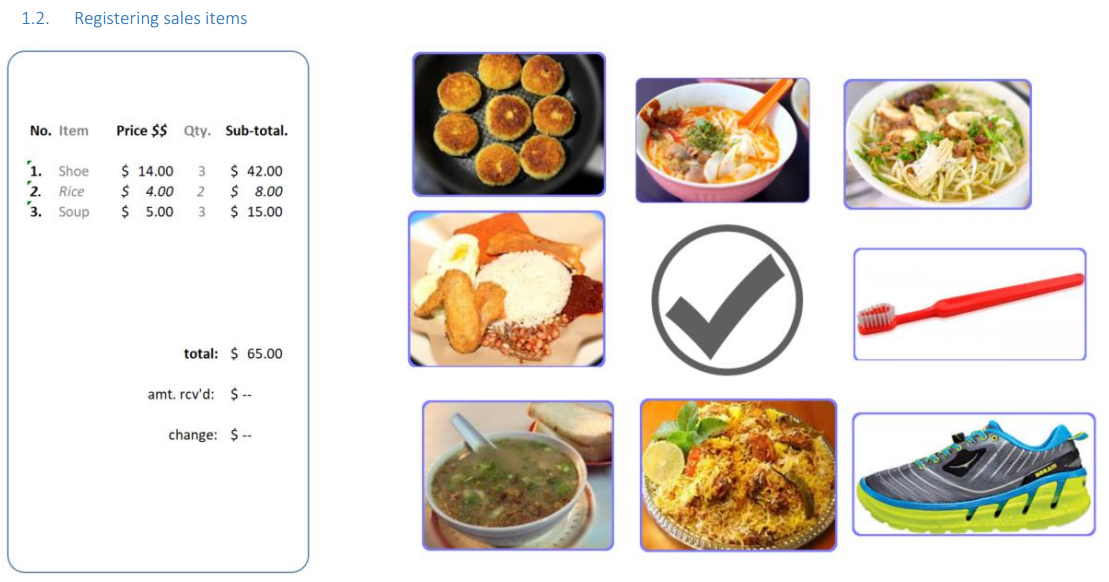 1.2. Registering sales items
No. Item Price $$ Qty. Sub-total.
1. Shoe $ 14.00 3 $ 42.00
2. Rice $ 4.00 2 $ 8.00
3. Soup $ 5.00 3 $ 15.00
total: $ 65.00
amt. rcv'd: $ --
change: $ --